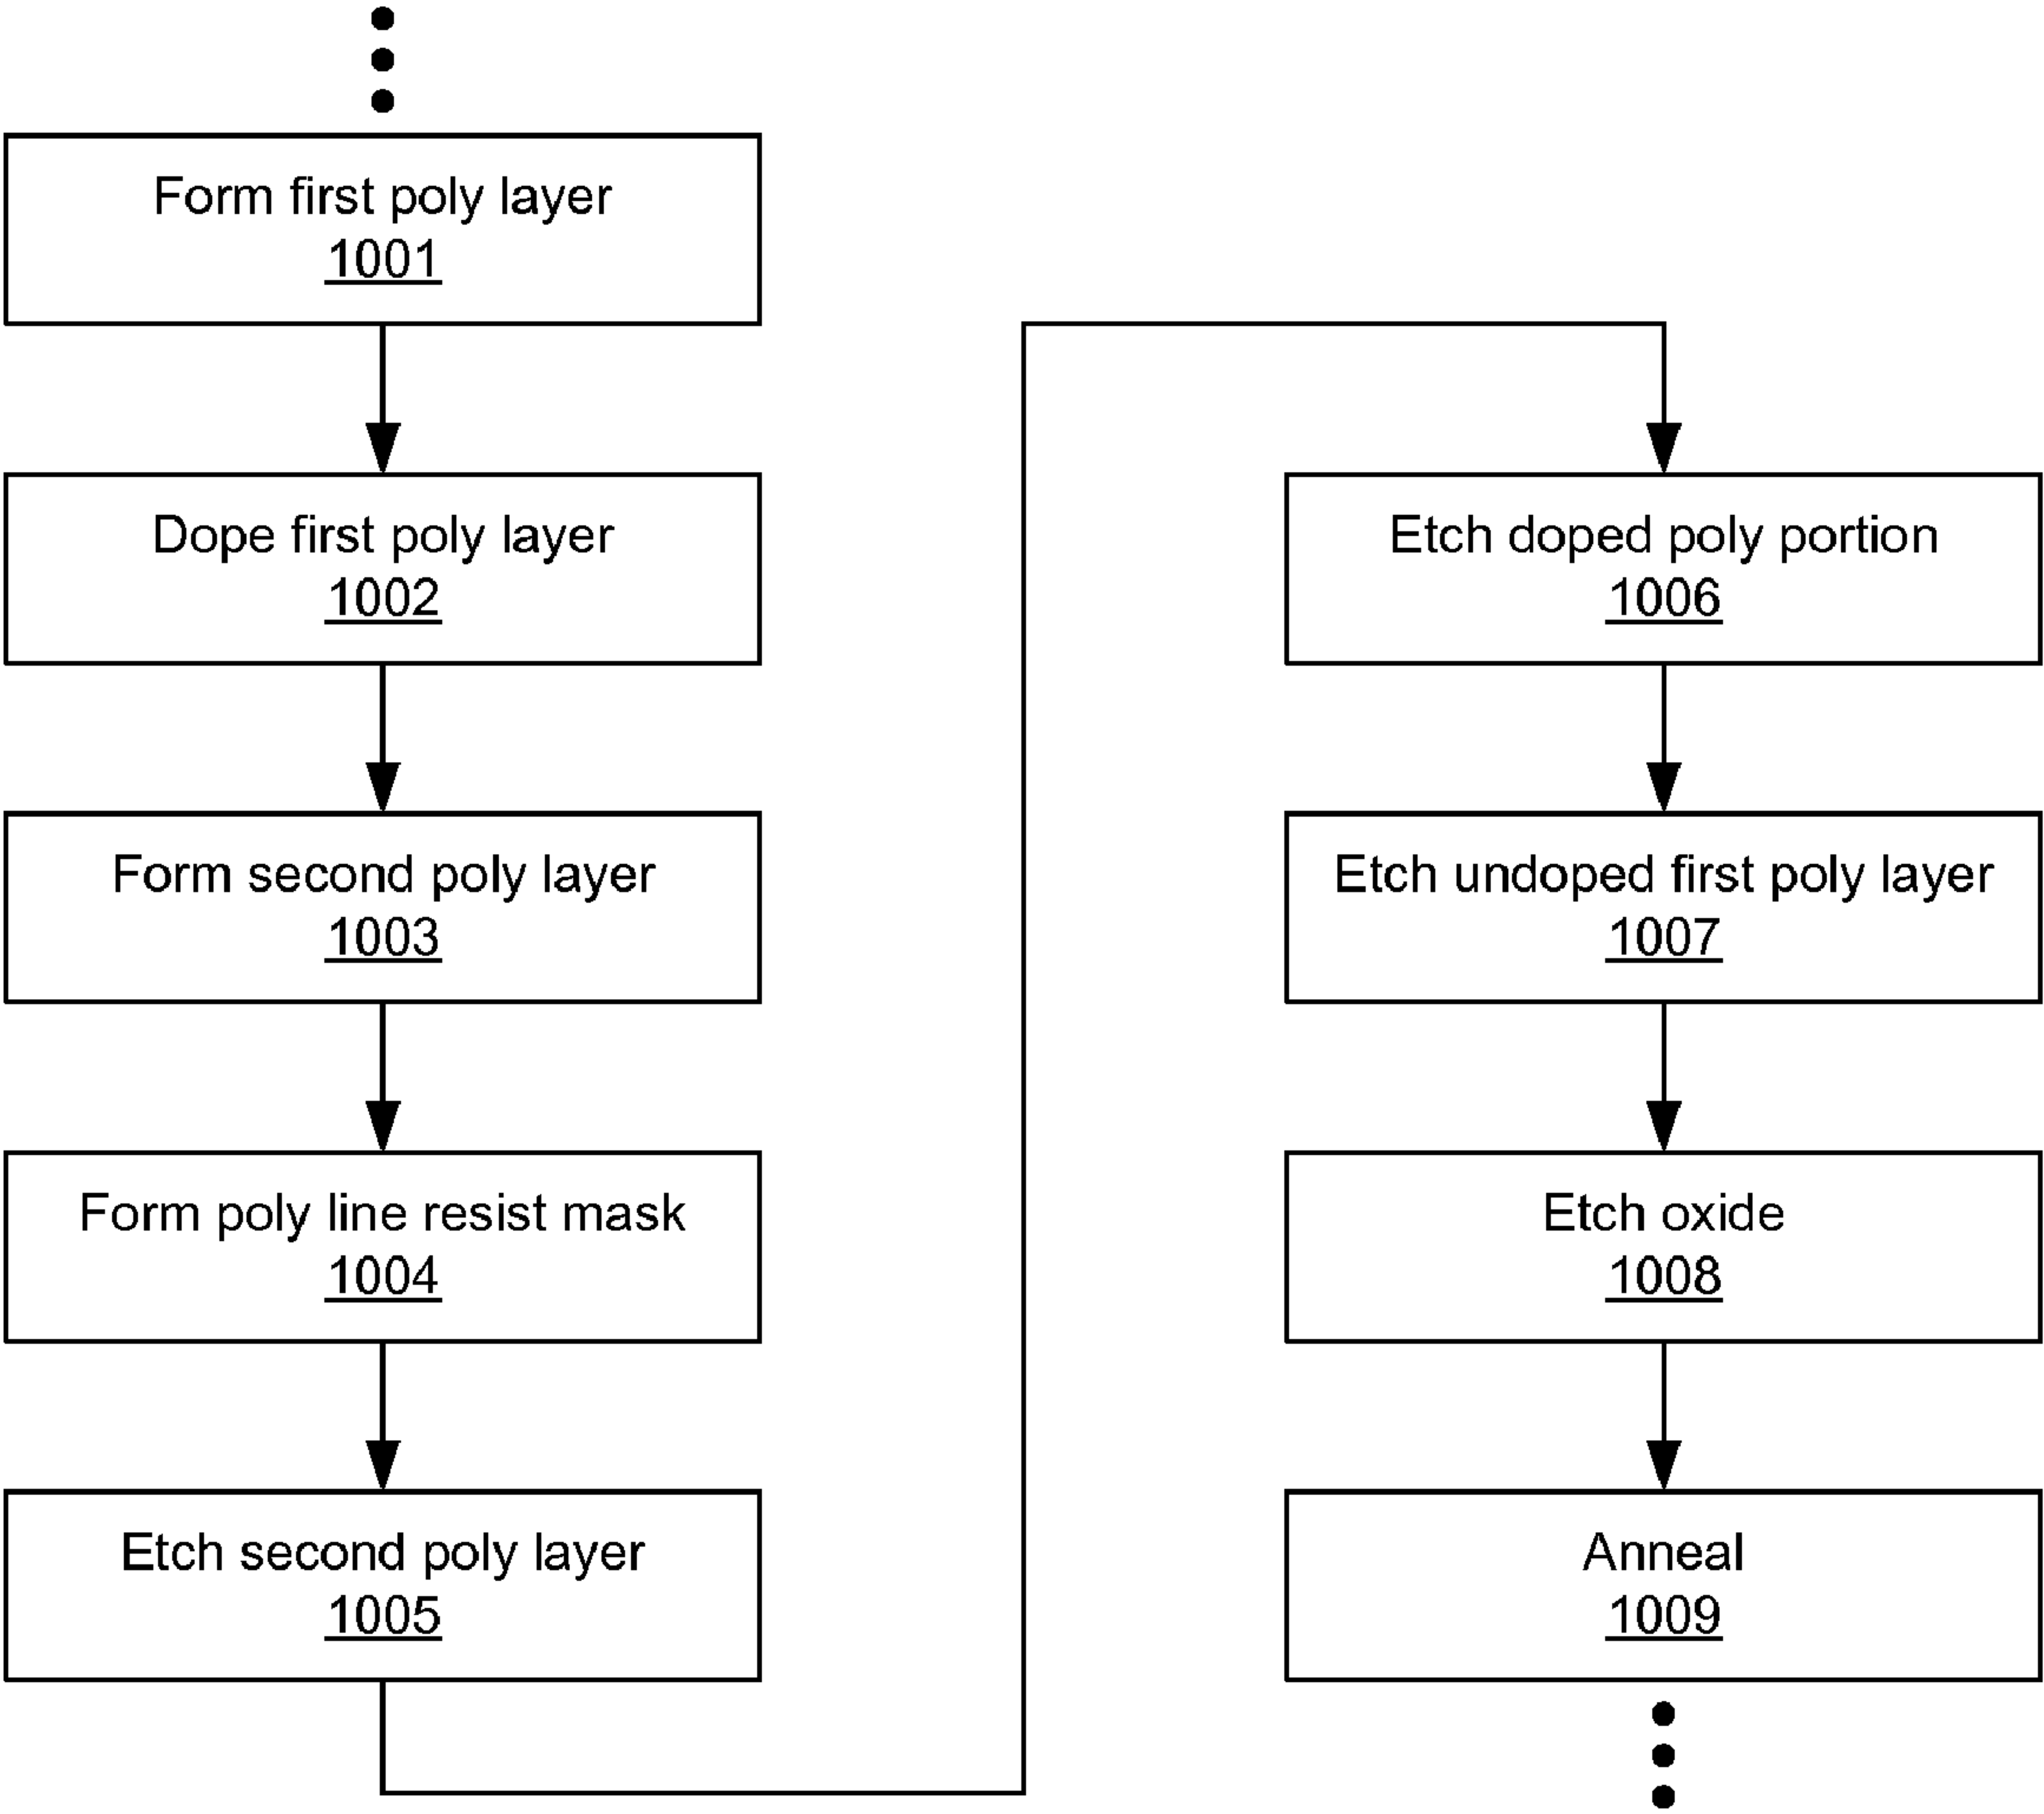 Form first poly layer
1001
Dope first poly layer
1002
Form second poly layer
1003
Form poly line resist mask
1004
Etch second poly layer
1005
Etch doped poly portion
1006
Etch undoped first poly layer
1007
Etch oxide
1008
Anneal
1009